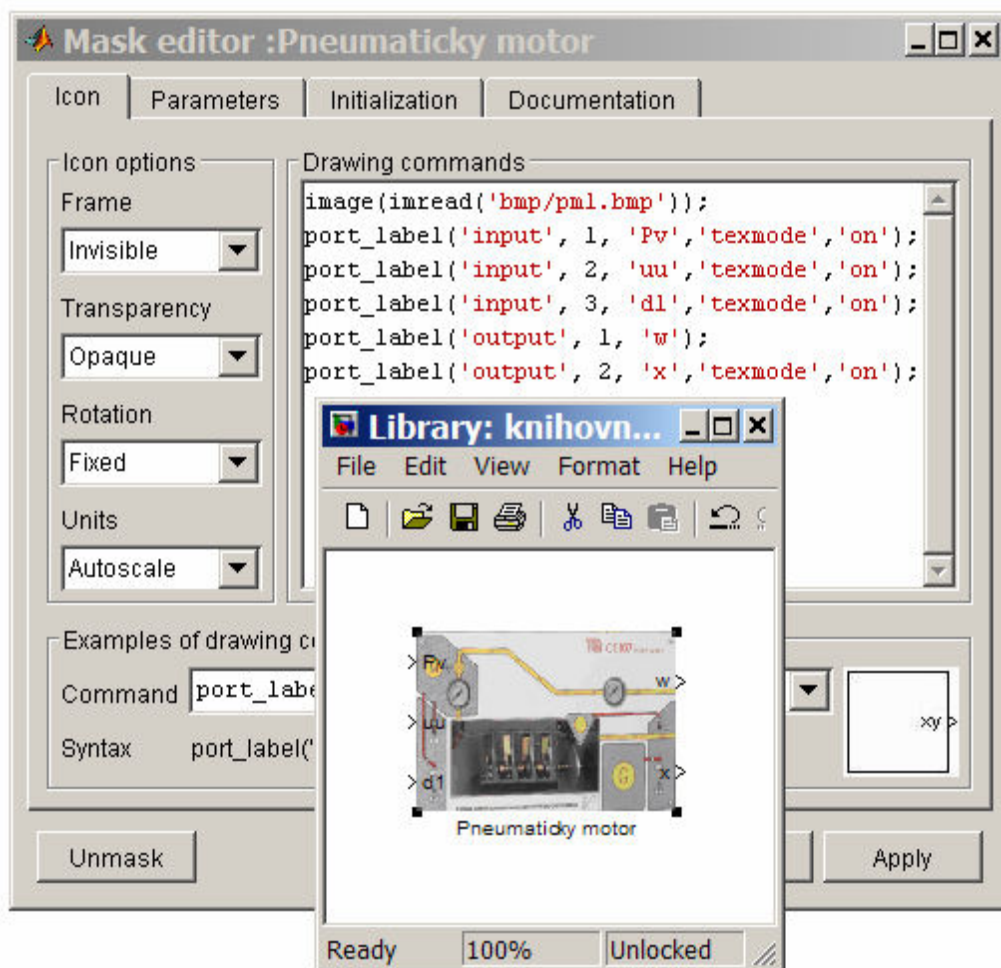 Mask editor :Pneumaticky motor
Icon
Parameters
Initialization
Documentation
Icon options
Frame
Invisible
Transparency
Opaque
Rotation
Fixed
Units
Autoscale
Drawing commands
image(imread('bmp/pml.bmp'));
port_label('input', 1, 'Pv','texmode','on');
port_label('input', 2, 'uu','texmode','on');
port_label('input', 3, 'dl','texmode','on');
port_label('output', 1, 'w');
port_label('output', 2, 'x','texmode','on');
Library: knihovn...
File Edit View Format Help
Pv
CE107
w
uu
d1
G
x
Pneumaticky motor
Ready
100%
Unlocked
Examples of drawing c
Command
port_labe
Syntax
port_label('
xy
Unmask
Apply